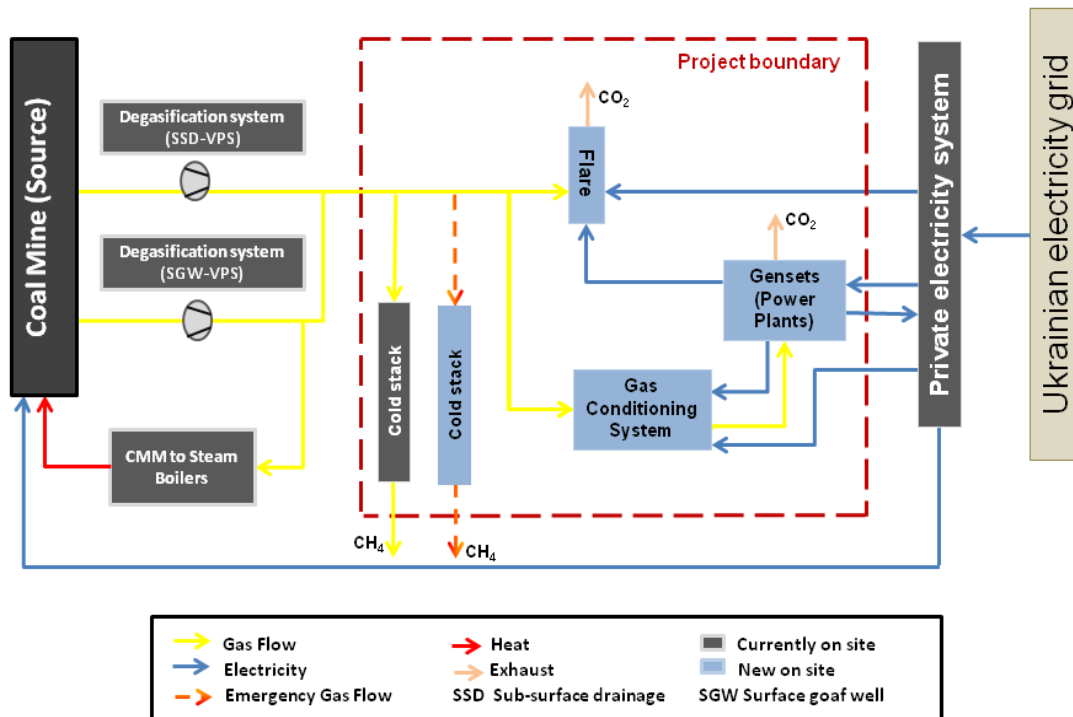 Coal Mine (Source)
Degasification system
(SSD-VPS)
Degasification system
(SGW-VPS)
CMM to Steam
Boilers
Project boundary
CO₂
Flare
CO₂
Gensets
(Power
Plants)
Gas
Conditioning
System
Cold stack
Cold stack
CH₄
CH₄
Private electricity system
Ukrainian electricity grid
Gas Flow
Heat
Currently on site
Electricity
Exhaust
New on site
Emergency Gas Flow
SSD Sub-surface drainage
SGW Surface goaf well